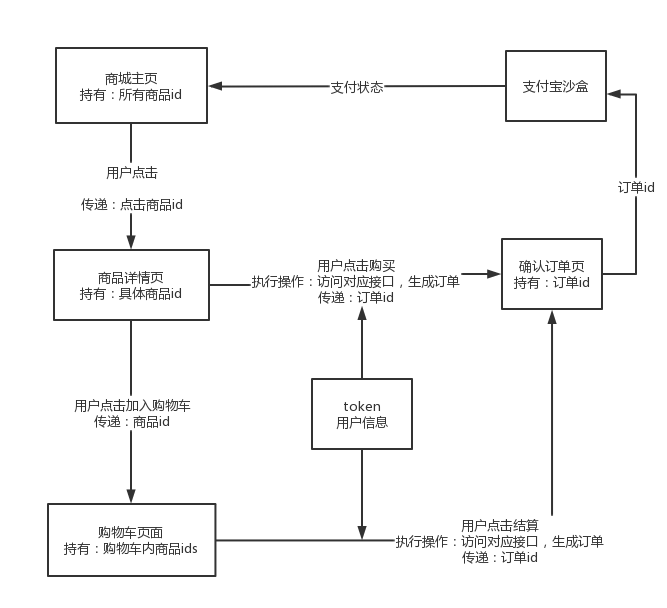 商城主页
持有：所有商品id
支付状态
支付宝沙盒
用户点击
传递：点击商品id
订单id
商品详情页
持有：具体商品id
用户点击购买
执行操作：访问对应接口，生成订单
传递：订单id
确认订单页
持有：订单id
用户点击加入购物车
传递：商品id
token
用户信息
购物车页面
持有：购物车内商品ids
用户点击结算
执行操作：访问对应接口，生成订单
传递：订单id